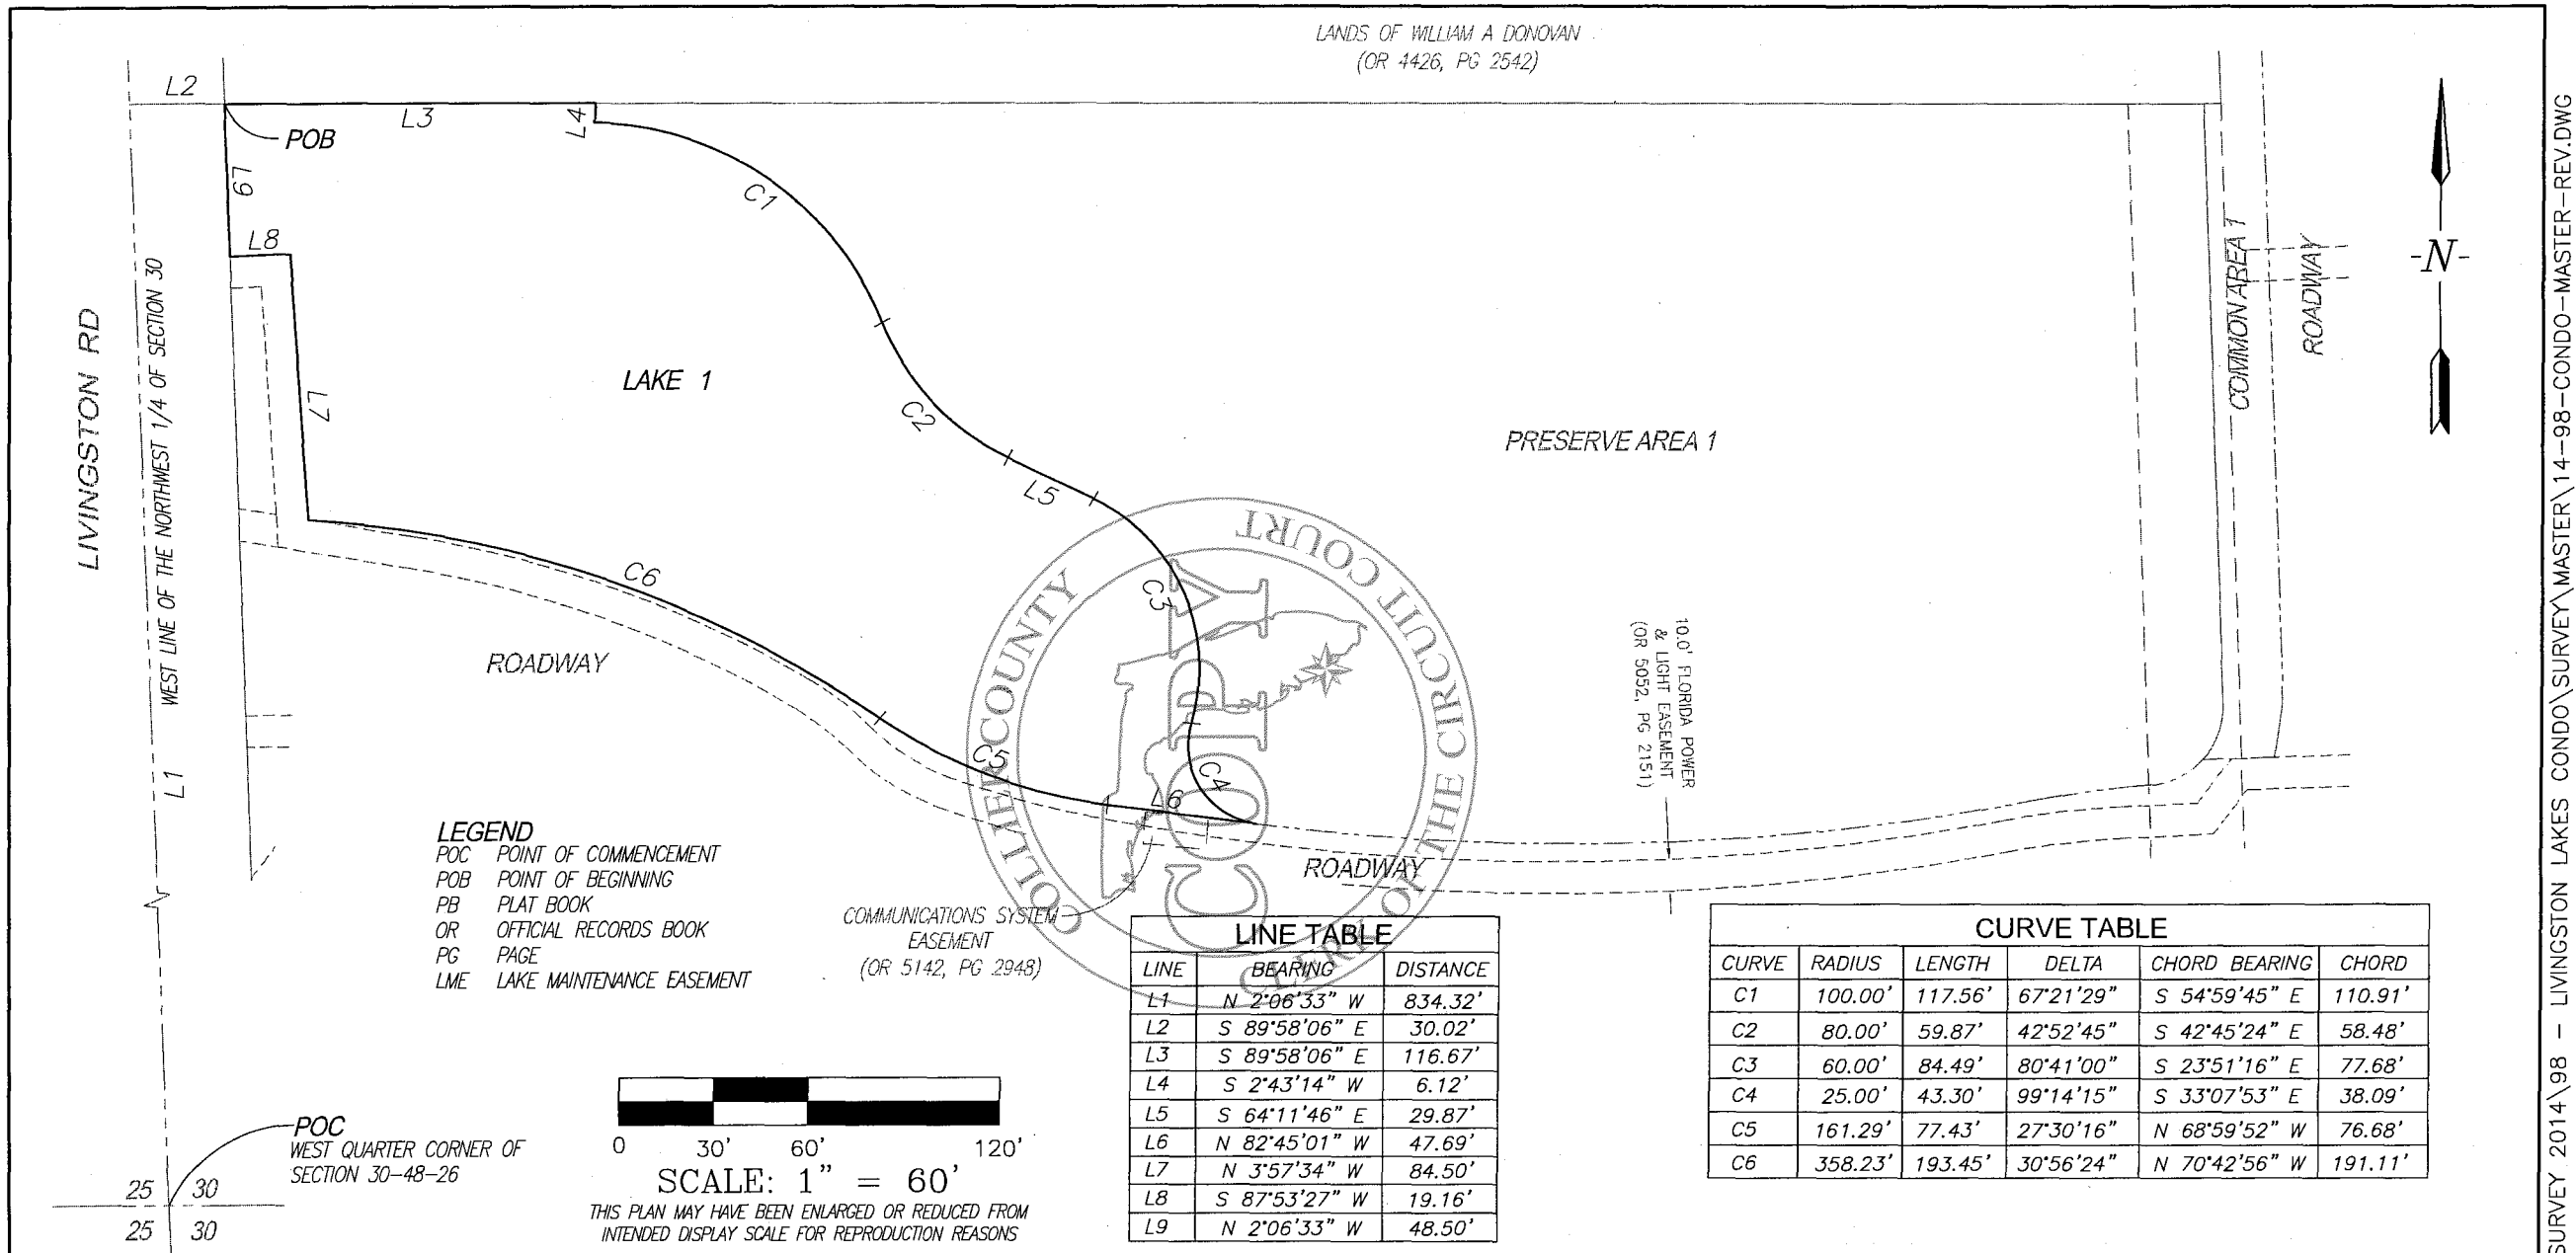 LANDS OF WILLIAM A DONOVAN
(OR 4426, PG 2542)
L2
L3
L4
POB
L9
L8
C1
LIVINGSTON RD
WEST LINE OF THE NORTHWEST 1/4 OF SECTION 30
L7
LAKE 1
C2
L5
PRESERVE AREA 1
COMMON AREA 1
ROADWAY
-N-
C6
C3
ROADWAY
L1
C5
C4
L6
10.0' FLORIDA POWER
& LIGHT EASEMENT
(OR 5052, PG 2151)
ROADWAY
COLLIER COUNTY
CLERK OF THE CIRCUIT COURT
COPY
LEGEND
POC POINT OF COMMENCEMENT
POB POINT OF BEGINNING
PB PLAT BOOK
OR OFFICIAL RECORDS BOOK
PG PAGE
LME LAKE MAINTENANCE EASEMENT
COMMUNICATIONS SYSTEM
EASEMENT
(OR 5142, PG 2948)
LINE TABLE
LINE BEARING DISTANCE
L1 N 2°06'33" W 834.32'
L2 S 89°58'06" E 30.02'
L3 S 89°58'06" E 116.67'
L4 S 2°43'14" W 6.12'
L5 S 64°11'46" E 29.87'
L6 N 82°45'01" W 47.69'
L7 N 3°57'34" W 84.50'
L8 S 87°53'27" W 19.16'
L9 N 2°06'33" W 48.50'
CURVE TABLE
CURVE RADIUS LENGTH DELTA CHORD BEARING CHORD
C1 100.00' 117.56' 67°21'29" S 54°59'45" E 110.91'
C2 80.00' 59.87' 42°52'45" S 42°45'24" E 58.48'
C3 60.00' 84.49' 80°41'00" S 23°51'16" E 77.68'
C4 25.00' 43.30' 99°14'15" S 33°07'53" E 38.09'
C5 161.29' 77.43' 27°30'16" N 68°59'52" W 76.68'
C6 358.23' 193.45' 30°56'24" N 70°42'56" W 191.11'
POC
WEST QUARTER CORNER OF
SECTION 30-48-26
25 30
25 30
0 30' 60' 120'
SCALE: 1" = 60'
THIS PLAN MAY HAVE BEEN ENLARGED OR REDUCED FROM
INTENDED DISPLAY SCALE FOR REPRODUCTION REASONS
SURVEY 2014\98 - LIVINGSTON LAKES CONDO\SURVEY\MASTER\14-98-CONDO-MASTER-REV.DWG